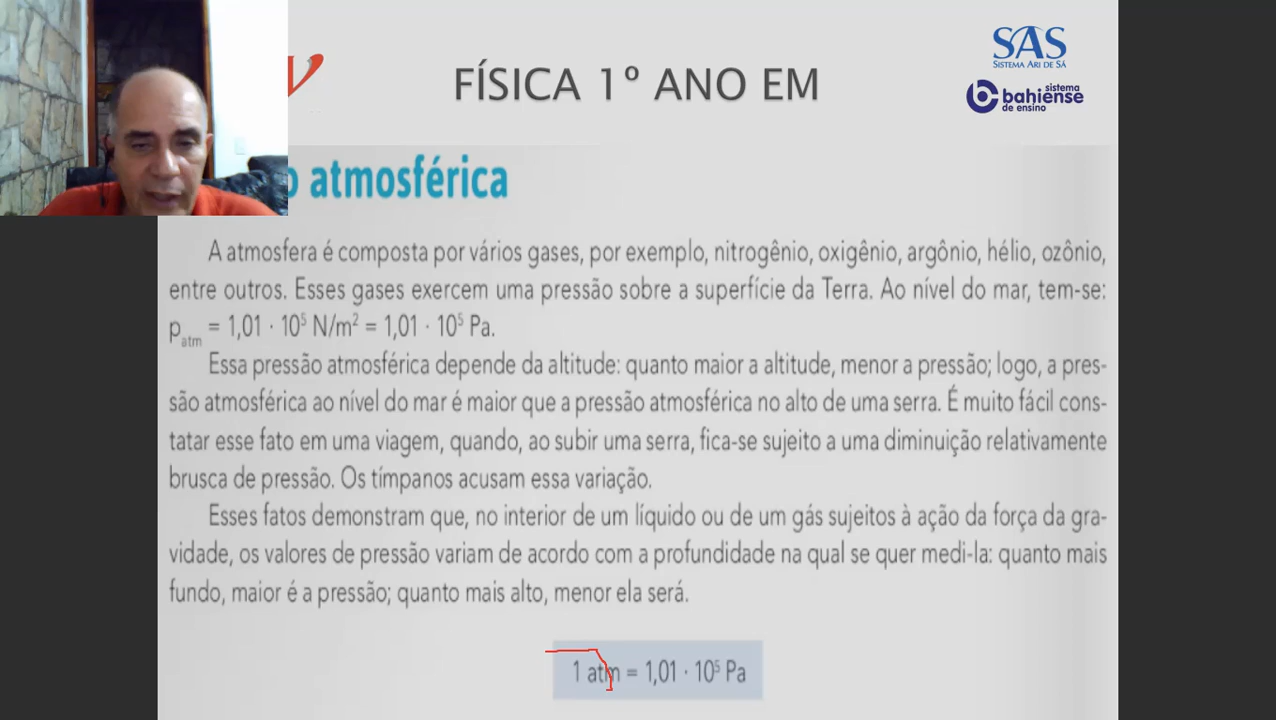 FÍSICA 1º ANO EM
SAS
SISTEMA ARI DE SÁ
sistema
bahiense
de ensino
atmosférica
A atmosfera é composta por vários gases, por exemplo, nitrogênio, oxigênio, argônio, hélio, ozônio,
entre outros. Esses gases exercem uma pressão sobre a superfície da Terra. Ao nível do mar, tem-se:
p_atm = 1,01 · 10⁵ N/m² = 1,01 · 10⁵ Pa.
Essa pressão atmosférica depende da altitude: quanto maior a altitude, menor a pressão; logo, a pres-
são atmosférica ao nível do mar é maior que a pressão atmosférica no alto de uma serra. É muito fácil cons-
tatar esse fato em uma viagem, quando, ao subir uma serra, fica-se sujeito a uma diminuição relativamente
brusca de pressão. Os tímpanos acusam essa variação.
Esses fatos demonstram que, no interior de um líquido ou de um gás sujeitos à ação da força da gra-
vidade, os valores de pressão variam de acordo com a profundidade na qual se quer medi-la: quanto mais
fundo, maior é a pressão; quanto mais alto, menor ela será.
1 atm = 1,01 · 10⁵ Pa